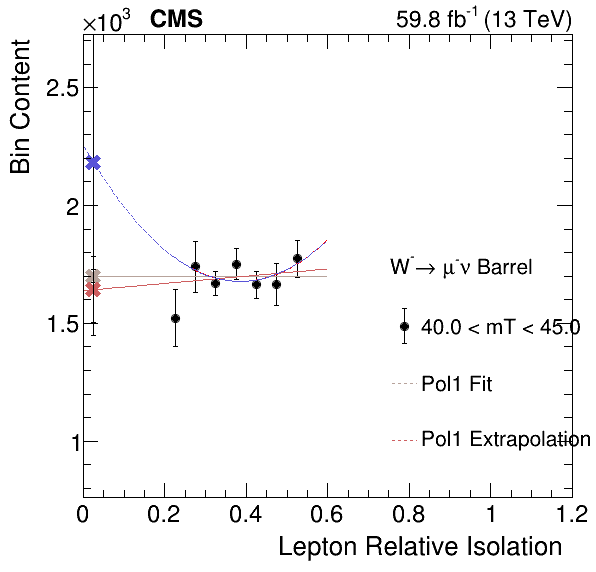 ×10³ CMS 59.8 fb⁻¹ (13 TeV)
Bin Content
2.5
2
1.5
1
W⁻→ μ⁻ν Barrel
40.0 < mT < 45.0
Pol1 Fit
Pol1 Extrapolation
0 0.2 0.4 0.6 0.8 1 1.2
Lepton Relative Isolation